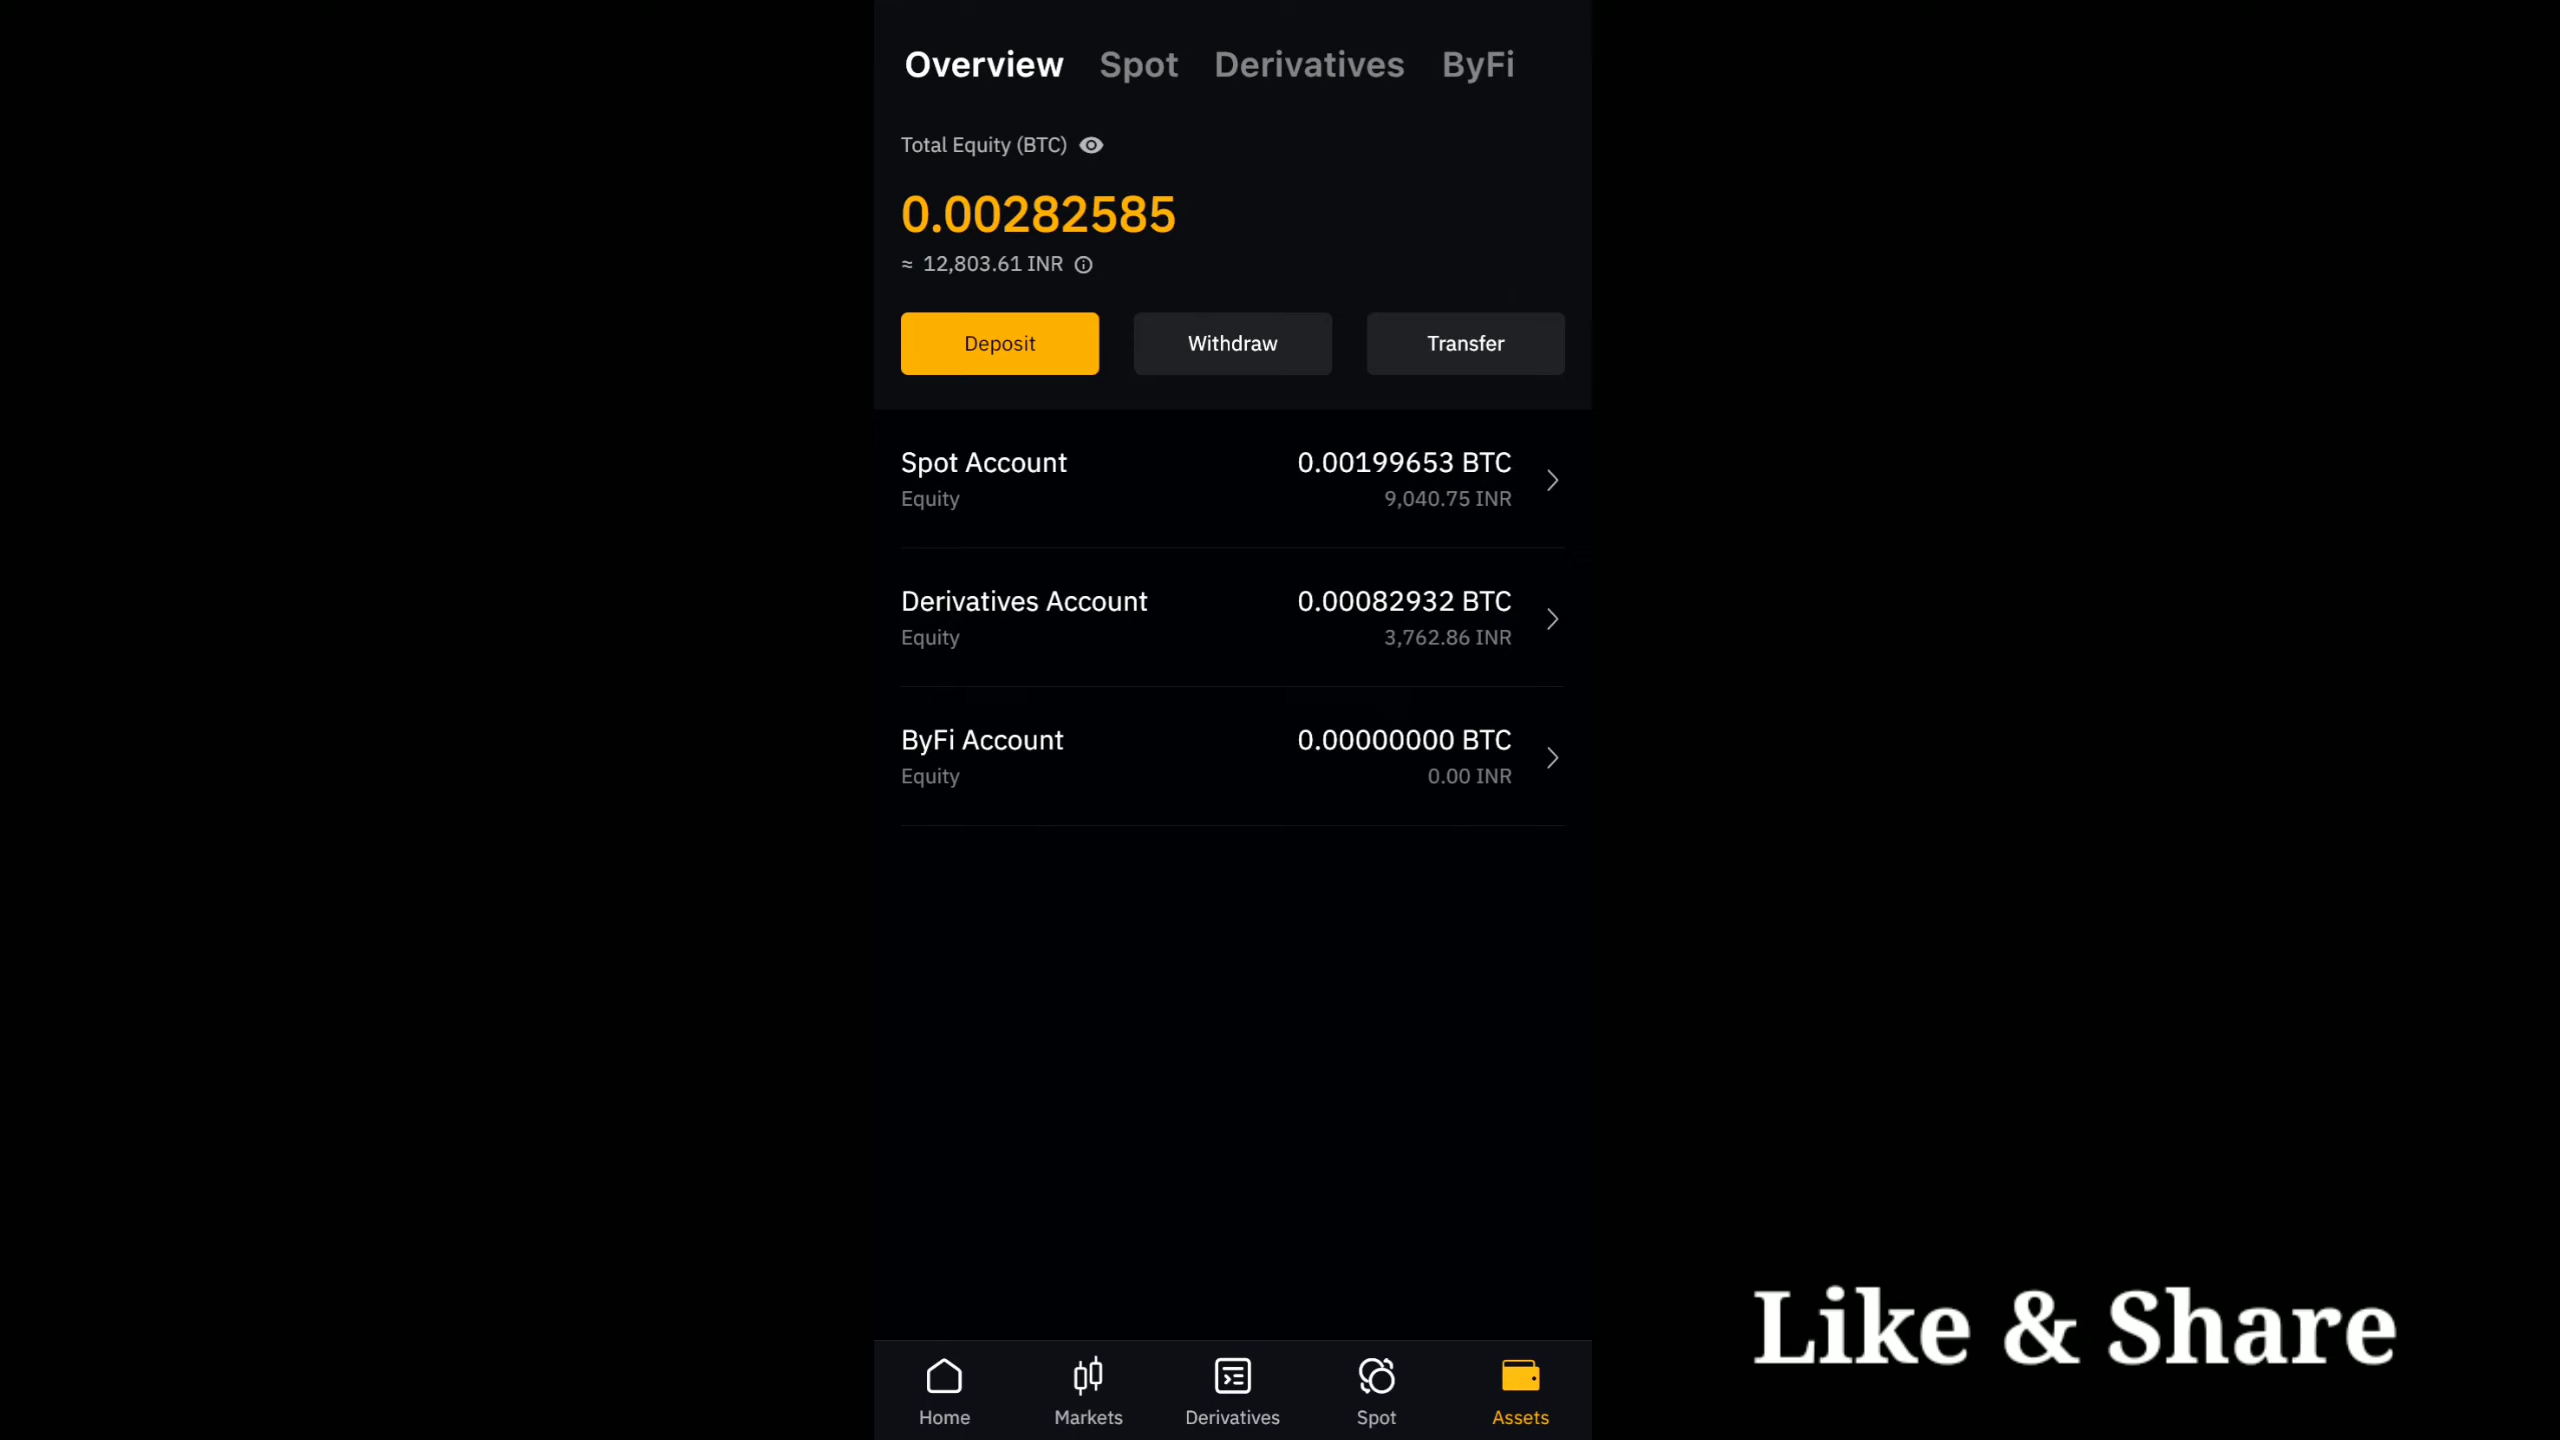 Overview Spot Derivatives ByFi
Total Equity (BTC)
0.00282585
≈ 12,803.61 INR
Deposit Withdraw Transfer
Spot Account 0.00199653 BTC
Equity 9,040.75 INR
Derivatives Account 0.00082932 BTC
Equity 3,762.86 INR
ByFi Account 0.00000000 BTC
Equity 0.00 INR
Like & Share
Home Markets Derivatives Spot Assets